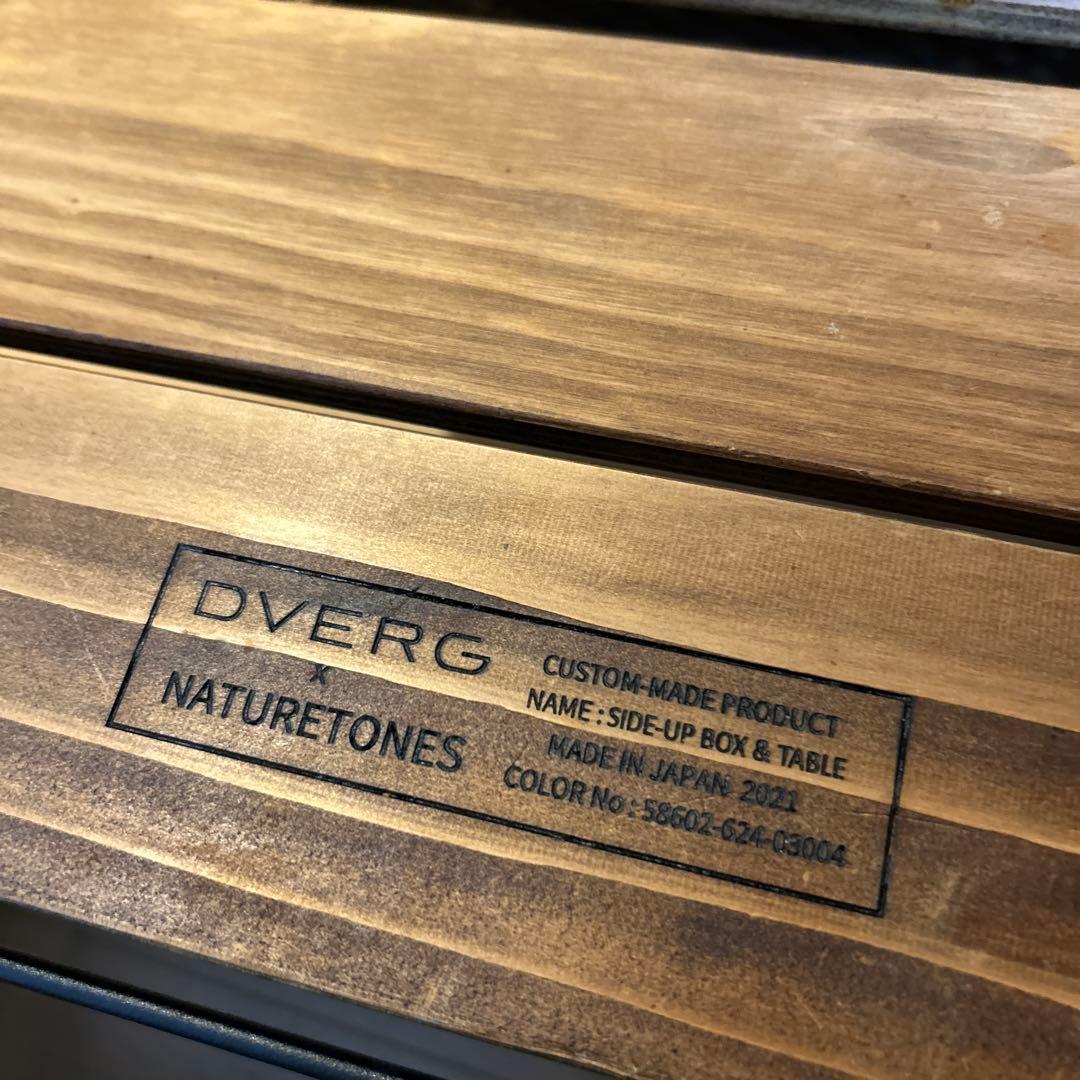 DVERG
x
NATURETONES
CUSTOM-MADE PRODUCT
NAME : SIDE-UP BOX & TABLE
MADE IN JAPAN 2021
COLOR No : 58602-624-03004